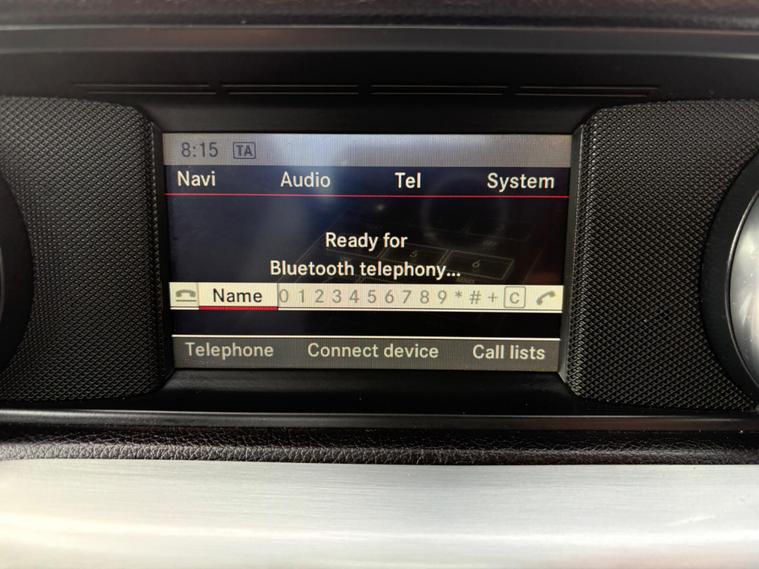 8:15 TA
Navi Audio Tel System
Ready for
Bluetooth telephony...
Name 0 1 2 3 4 5 6 7 8 9 * # + C
Telephone Connect device Call lists